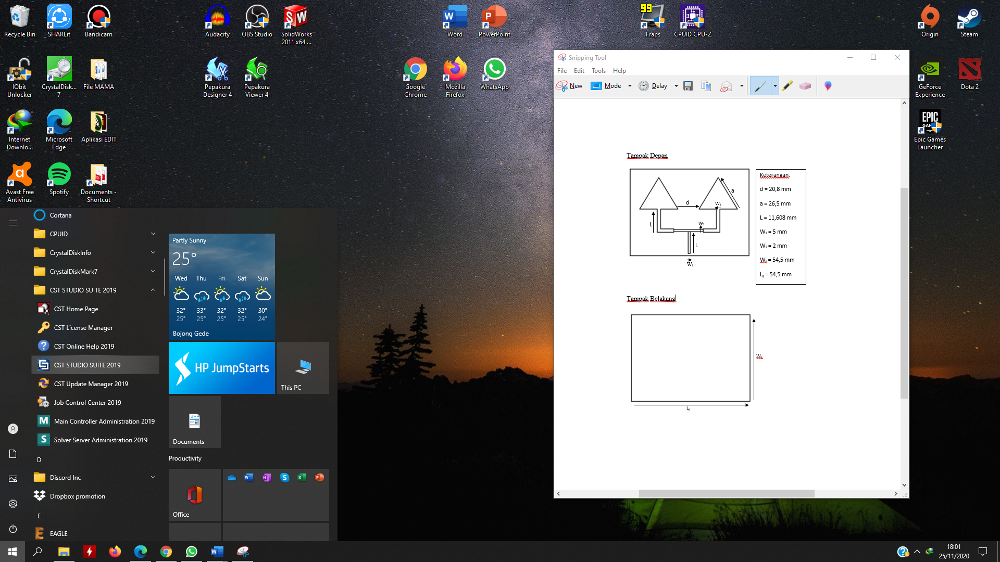 Recycle Bin
SHAREit
Bandicam
Audacity
OBS Studio
SolidWorks
2011 x64 ...
Word
PowerPoint
99
Fraps
CPUID CPU-Z
Origin
Steam
IObit
Unlocker
CrystalDisk...
7
File MAMA
Pepakura
Designer 4
Pepakura
Viewer 4
Google
Chrome
Mozilla
Firefox
WhatsApp
GeForce
Experience
Dota 2
Internet
Downlo...
Microsoft
Edge
Aplikasi EDIT
Epic Games
Launcher
Avast Free
Antivirus
Spotify
Documents -
Shortcut
Snipping Tool
File Edit Tools Help
New Mode Delay
Tampak Depan
a
d
W₁
W₂
L
L
W₁
Keterangan:
d = 20,8 mm
a = 26,5 mm
L = 11,608 mm
W₁ = 5 mm
W₂ = 2 mm
Wg = 54,5 mm
Lg = 54,5 mm
Tampak Belakang
Wg
Lg
Cortana
CPUID
CrystalDiskInfo
CrystalDiskMark7
CST STUDIO SUITE 2019
CST Home Page
CST License Manager
CST Online Help 2019
CST STUDIO SUITE 2019
CST Update Manager 2019
Job Control Center 2019
Main Controller Administration 2019
Solver Server Administration 2019
D
Discord Inc
Dropbox promotion
E
EAGLE
Partly Sunny
25°
Wed Thu Fri Sat Sun
32° 33° 32° 32° 30°
25° 25° 25° 25° 24°
Bojong Gede
HP JumpStarts
This PC
Documents
Productivity
Office
18:01
25/11/2020